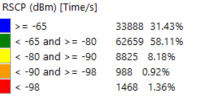 RSCP (dBm) [Time/s]
>= -65 33888 31.43%
< -65 and >= -80 62659 58.11%
< -80 and >= -90 8825 8.18%
< -90 and >= -98 988 0.92%
< -98 1468 1.36%